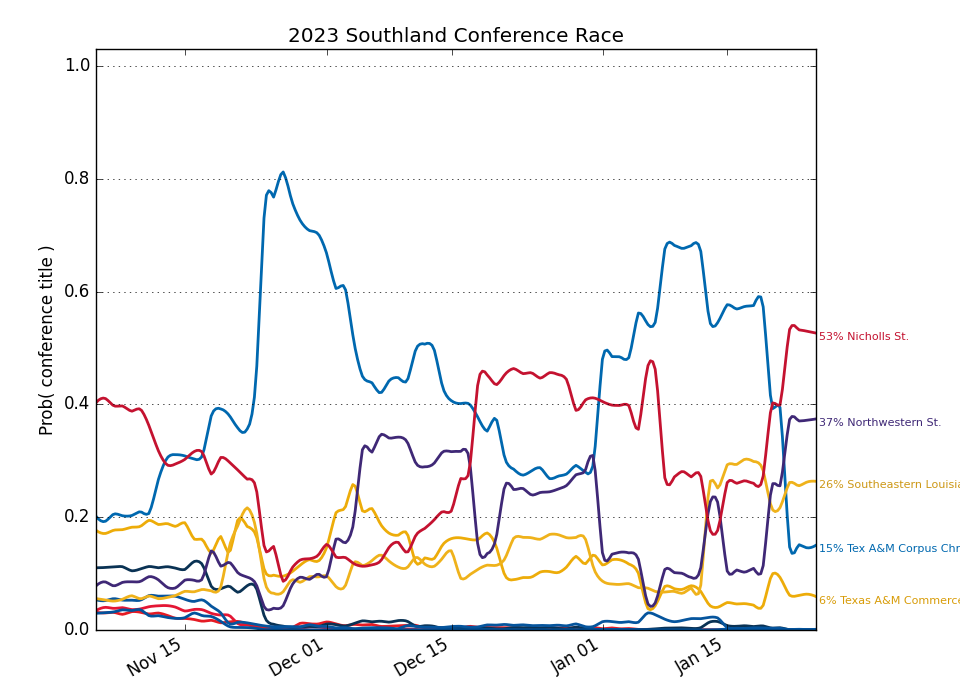 2023 Southland Conference Race
Prob( conference title )
1.0
0.8
0.6
0.4
0.2
0.0
Nov 15
Dec 01
Dec 15
Jan 01
Jan 15
53% Nicholls St.
37% Northwestern St.
26% Southeastern Louisia
15% Tex A&M Corpus Chr
6% Texas A&M Commerce